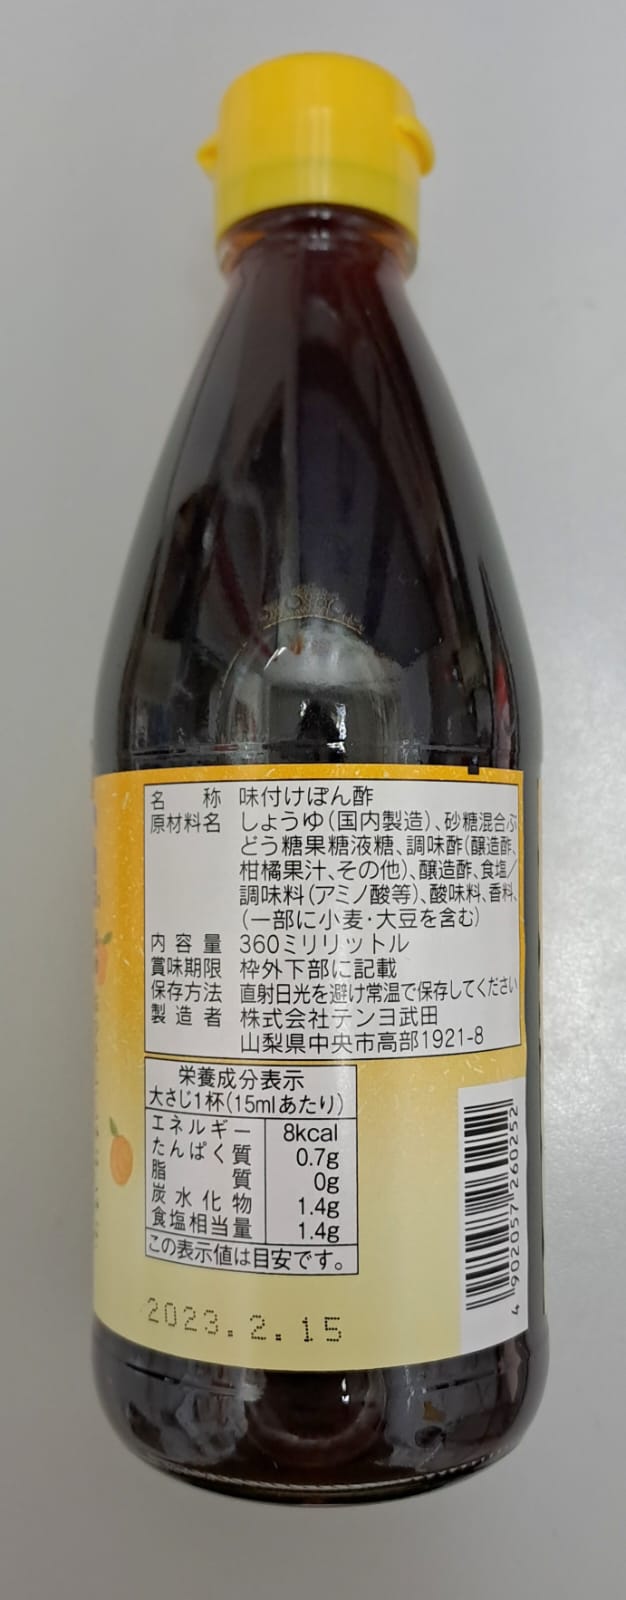 名称 味付けぽん酢
原材料名 しょうゆ(国内製造)、砂糖混合ぶ
どう糖果糖液糖、調味酢(醸造酢、
柑橘果汁、その他)、醸造酢、食塩/
調味料(アミノ酸等)、酸味料、香料、
(一部に小麦・大豆を含む)
内容量 360ミリリットル
賞味期限 枠外下部に記載
保存方法 直射日光を避け常温で保存してください
製造者 株式会社テンヨ武田
山梨県中央市高部1921-8
栄養成分表示
大さじ1杯(15mlあたり)
エネルギー 8kcal
たんぱく質 0.7g
脂質 0g
炭水化物 1.4g
食塩相当量 1.4g
この表示値は目安です。
4 902057 260252
2023.2.15